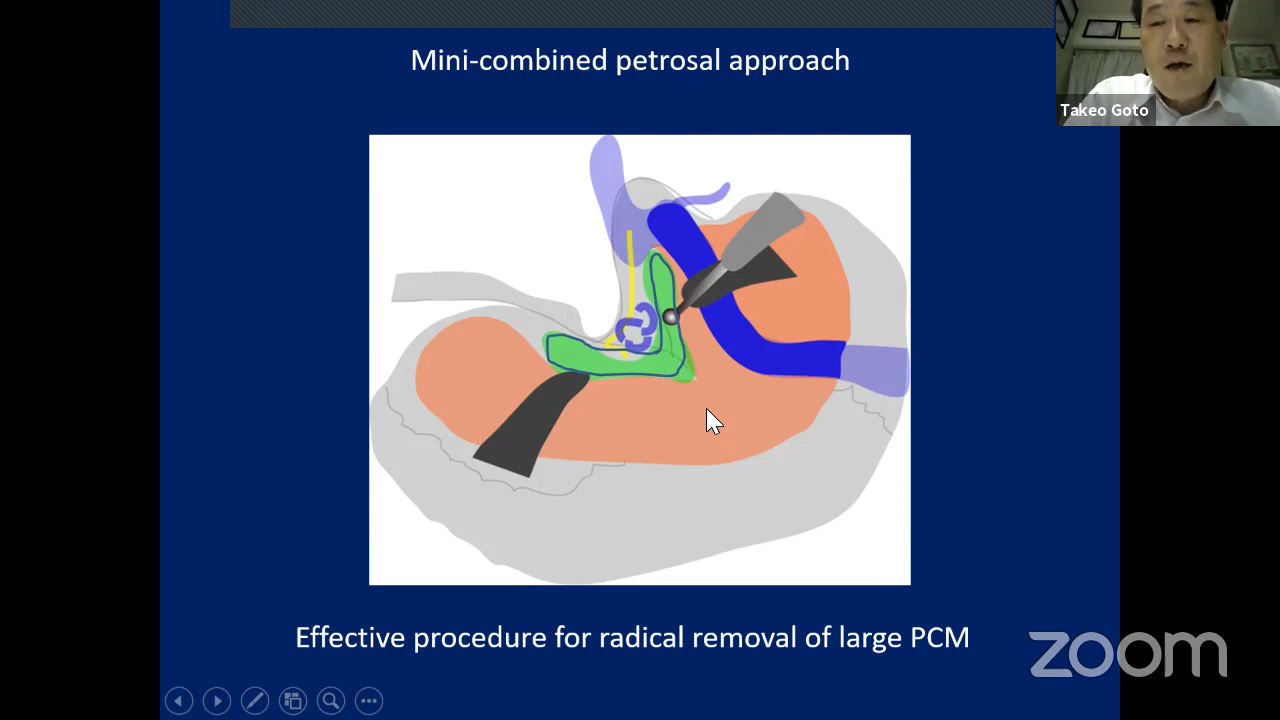 Mini-combined petrosal approach
Takeo Goto
Effective procedure for radical removal of large PCM
zoom